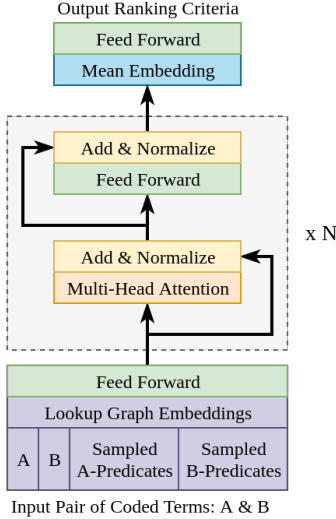 Output Ranking Criteria
Feed Forward
Mean Embedding
Add & Normalize
Feed Forward
x N
Add & Normalize
Multi-Head Attention
Feed Forward
Lookup Graph Embeddings
A
B
Sampled
A-Predicates
Sampled
B-Predicates
Input Pair of Coded Terms: A & B